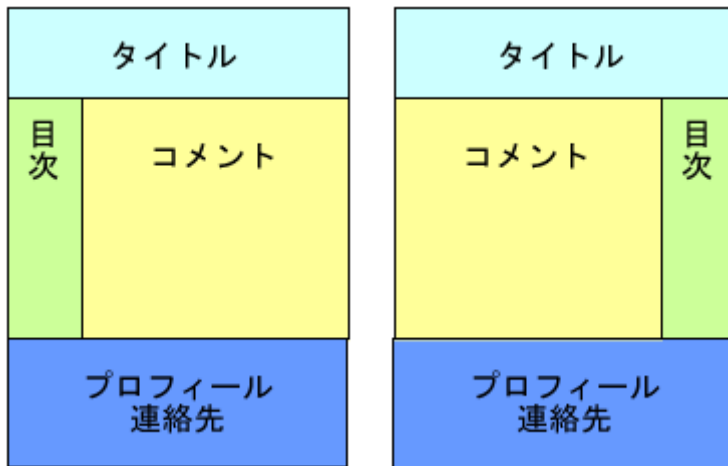 タイトル
目次
コメント
プロフィール
連絡先
タイトル
コメント
目次
プロフィール
連絡先